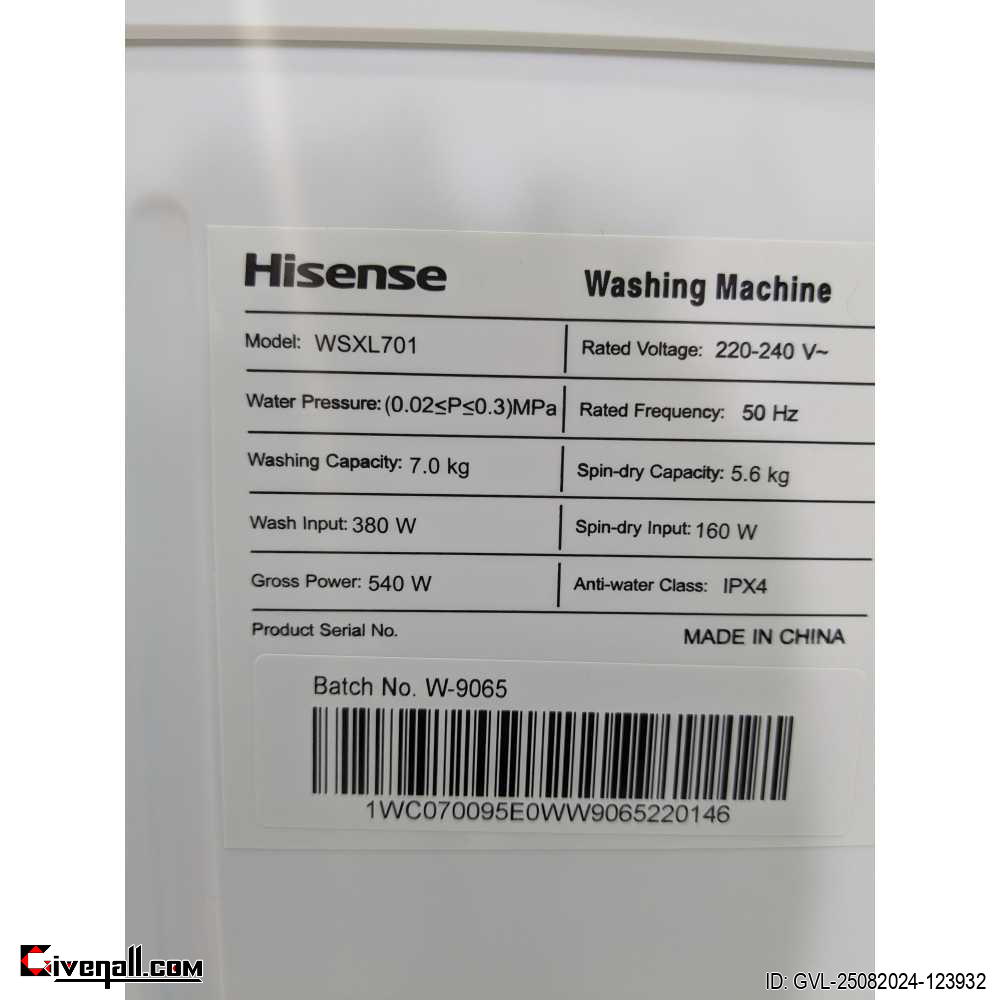 Hisense Washing Machine
Model: WSXL701 Rated Voltage: 220-240 V~
Water Pressure: (0.02≤P≤0.3)MPa Rated Frequency: 50 Hz
Washing Capacity: 7.0 kg Spin-dry Capacity: 5.6 kg
Wash Input: 380 W Spin-dry Input: 160 W
Gross Power: 540 W Anti-water Class: IPX4
Product Serial No. MADE IN CHINA
Batch No. W-9065
1WC070095E0WW9065220146
Givenall.com
ID: GVL-25082024-123932